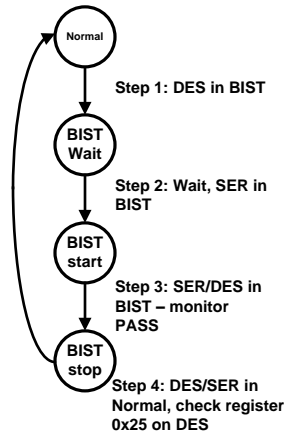 Normal
Step 1: DES in BIST
BIST
Wait
Step 2: Wait, SER in
BIST
BIST
start
Step 3: SER/DES in
BIST – monitor
PASS
BIST
stop
Step 4: DES/SER in
Normal, check register
0x25 on DES